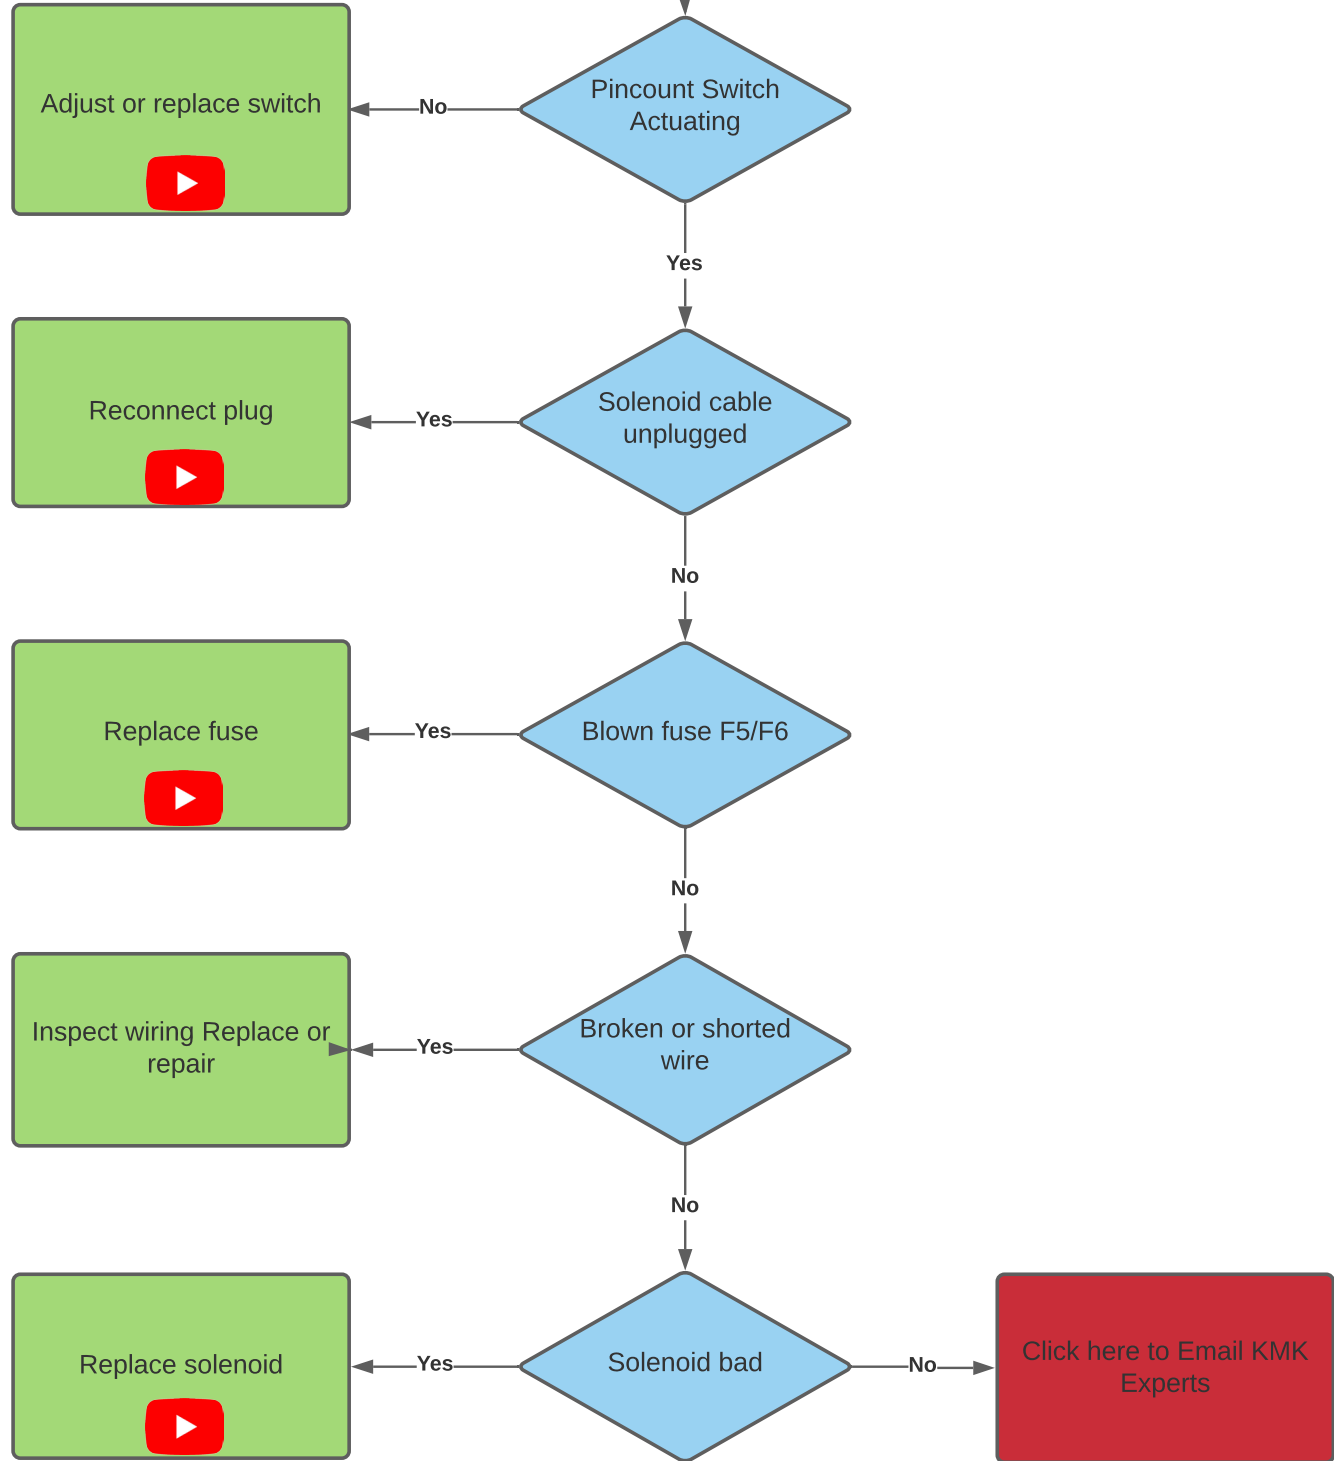 Adjust or replace switch
No
Pincount Switch
Actuating
Yes
Reconnect plug
Yes
Solenoid cable
unplugged
No
Replace fuse
Yes
Blown fuse F5/F6
No
Inspect wiring Replace or
repair
Yes
Broken or shorted
wire
No
Replace solenoid
Yes
Solenoid bad
No
Click here to Email KMK
Experts